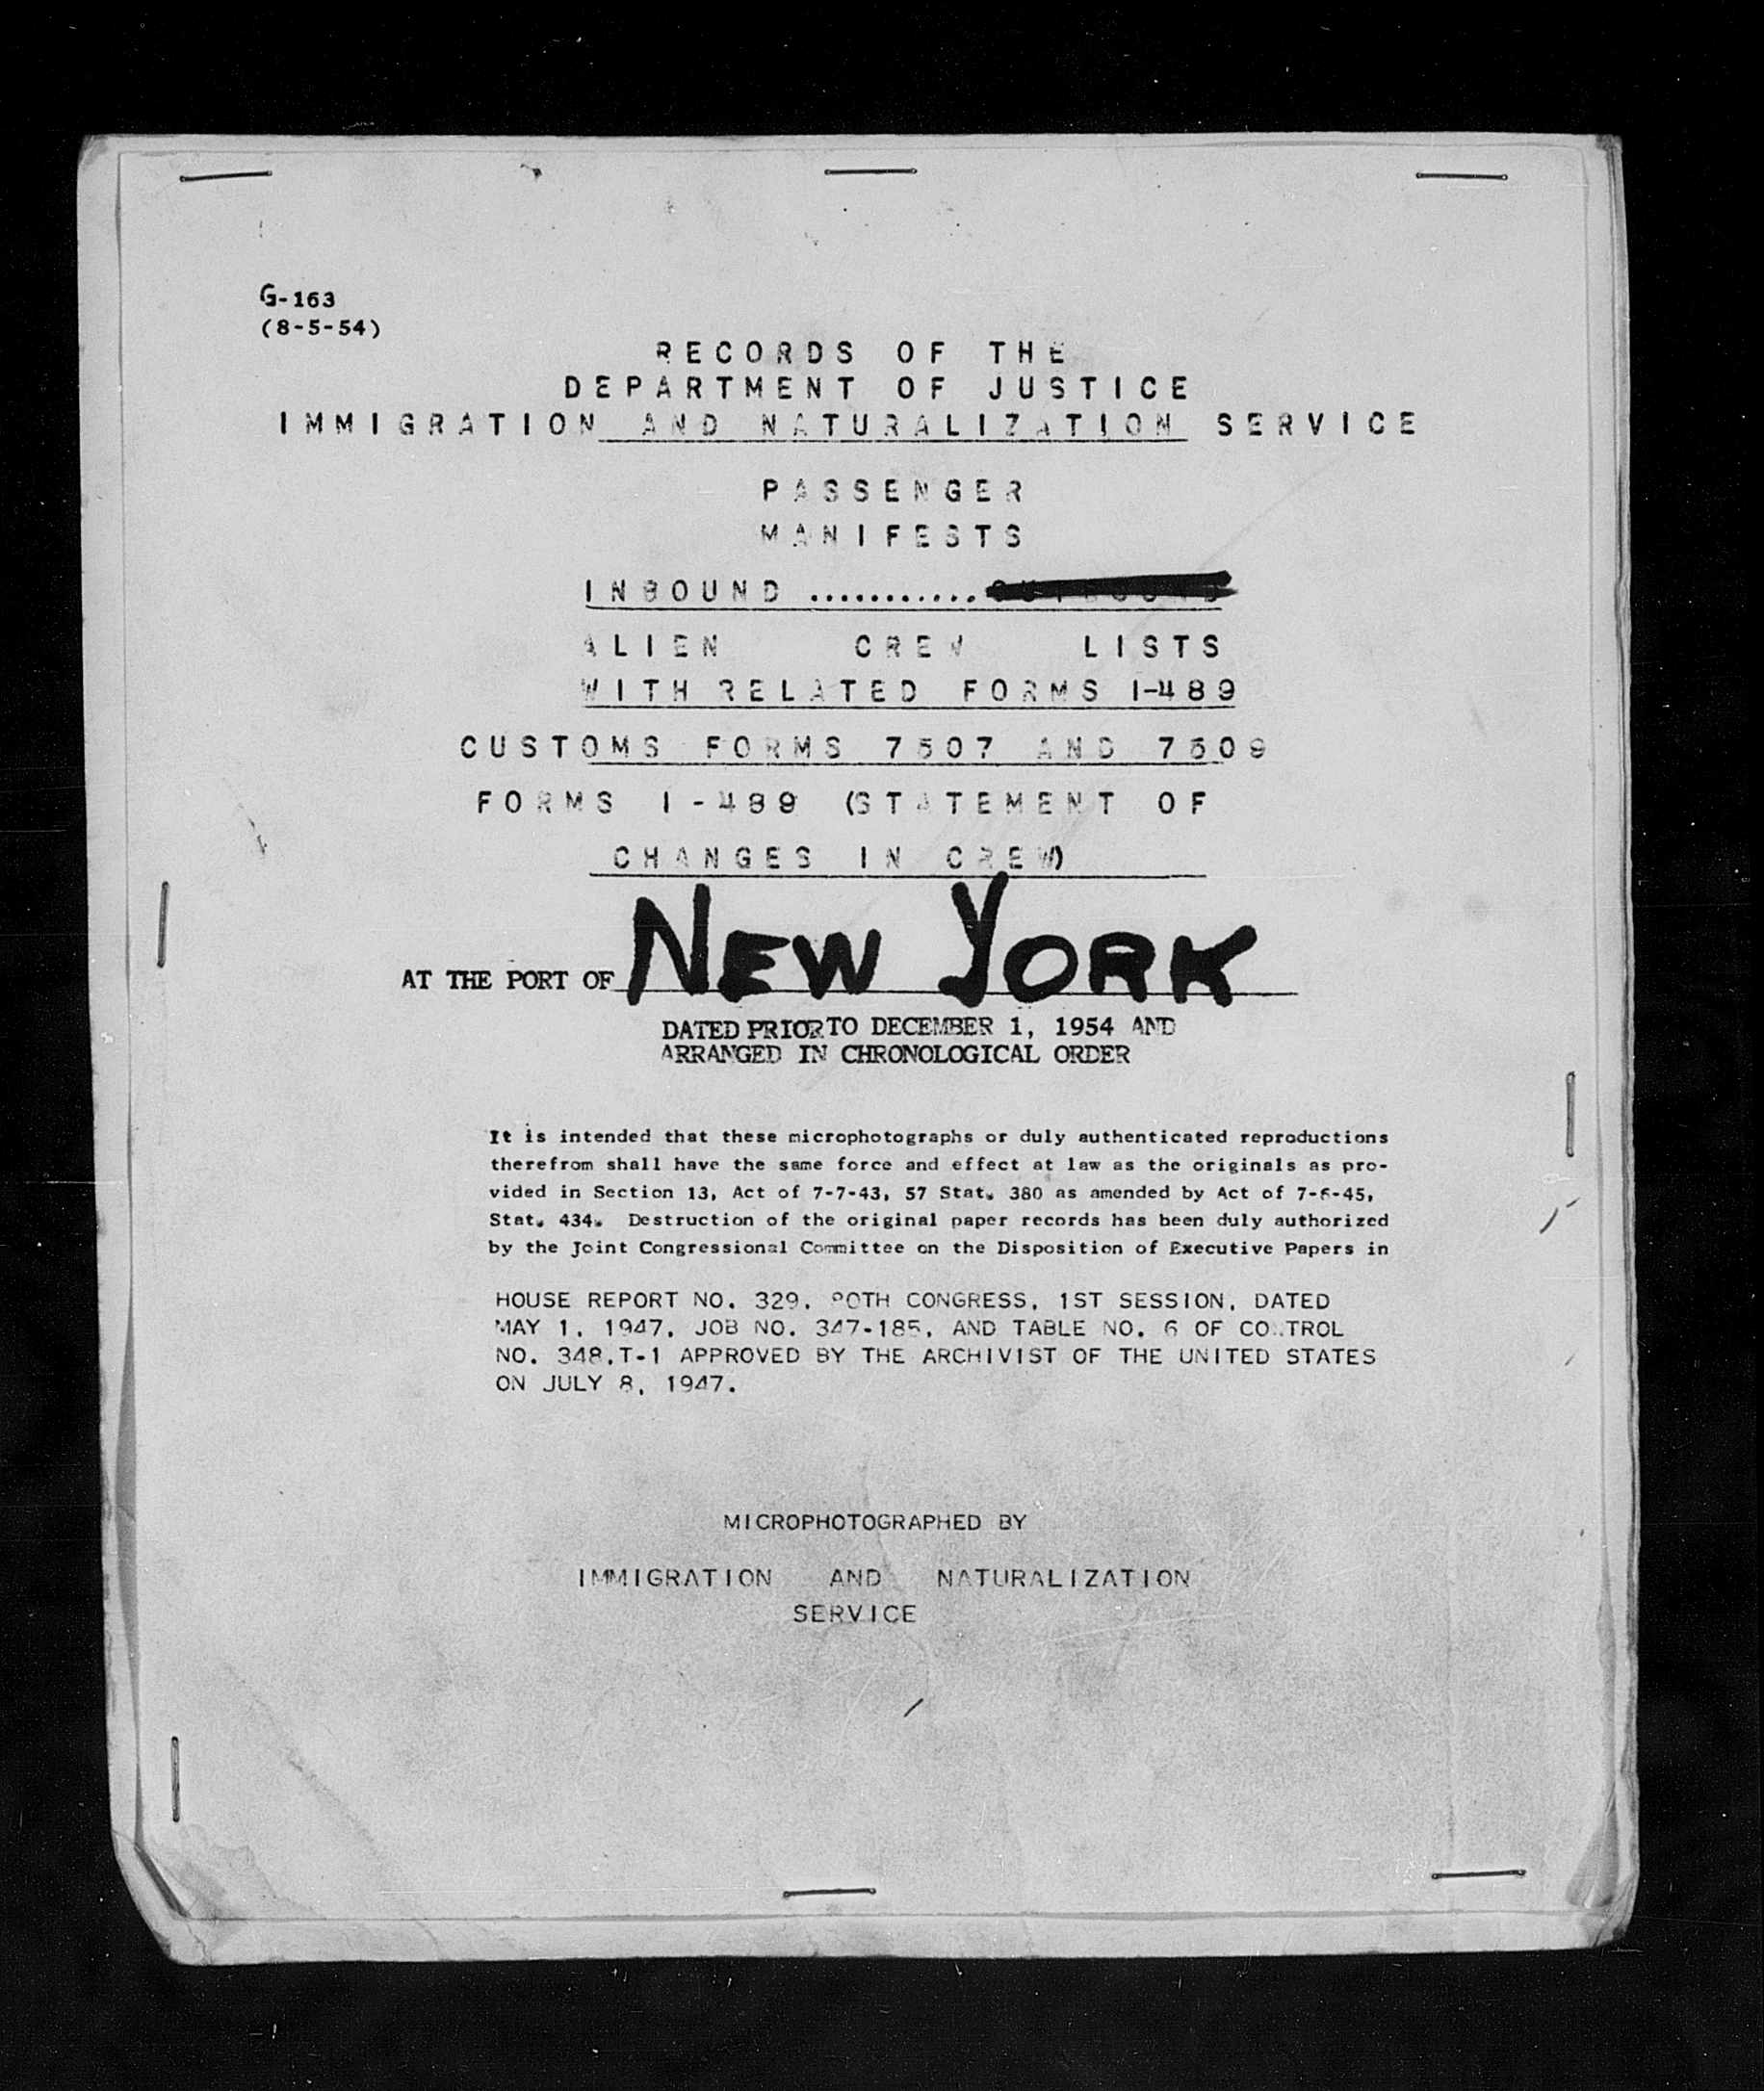 G-163
(8-5-54)
RECORDS OF THE
DEPARTMENT OF JUSTICE
IMMIGRATION AND NATURALIZATION SERVICE
PASSENGER
MANIFESTS
INBOUND ...........
ALIEN CREW LISTS
WITH RELATED FORMS I-489
CUSTOMS FORMS 7507 AND 7509
FORMS I-489 (STATEMENT OF
CHANGES IN CREW)
AT THE PORT OF NEW YORK
DATED PRIOR TO DECEMBER 1, 1954 AND
ARRANGED IN CHRONOLOGICAL ORDER
It is intended that these microphotographs or duly authenticated reproductions
therefrom shall have the same force and effect at law as the originals as pro-
vided in Section 13, Act of 7-7-43, 57 Stat. 380 as amended by Act of 7-6-45,
Stat. 434. Destruction of the original paper records has been duly authorized
by the Joint Congressional Committee on the Disposition of Executive Papers in
HOUSE REPORT NO. 329, 80TH CONGRESS, 1ST SESSION, DATED
MAY 1, 1947, JOB NO. 347-185, AND TABLE NO. 6 OF CONTROL
NO. 348,T-1 APPROVED BY THE ARCHIVIST OF THE UNITED STATES
ON JULY 8, 1947.
MICROPHOTOGRAPHED BY
IMMIGRATION AND NATURALIZATION
SERVICE